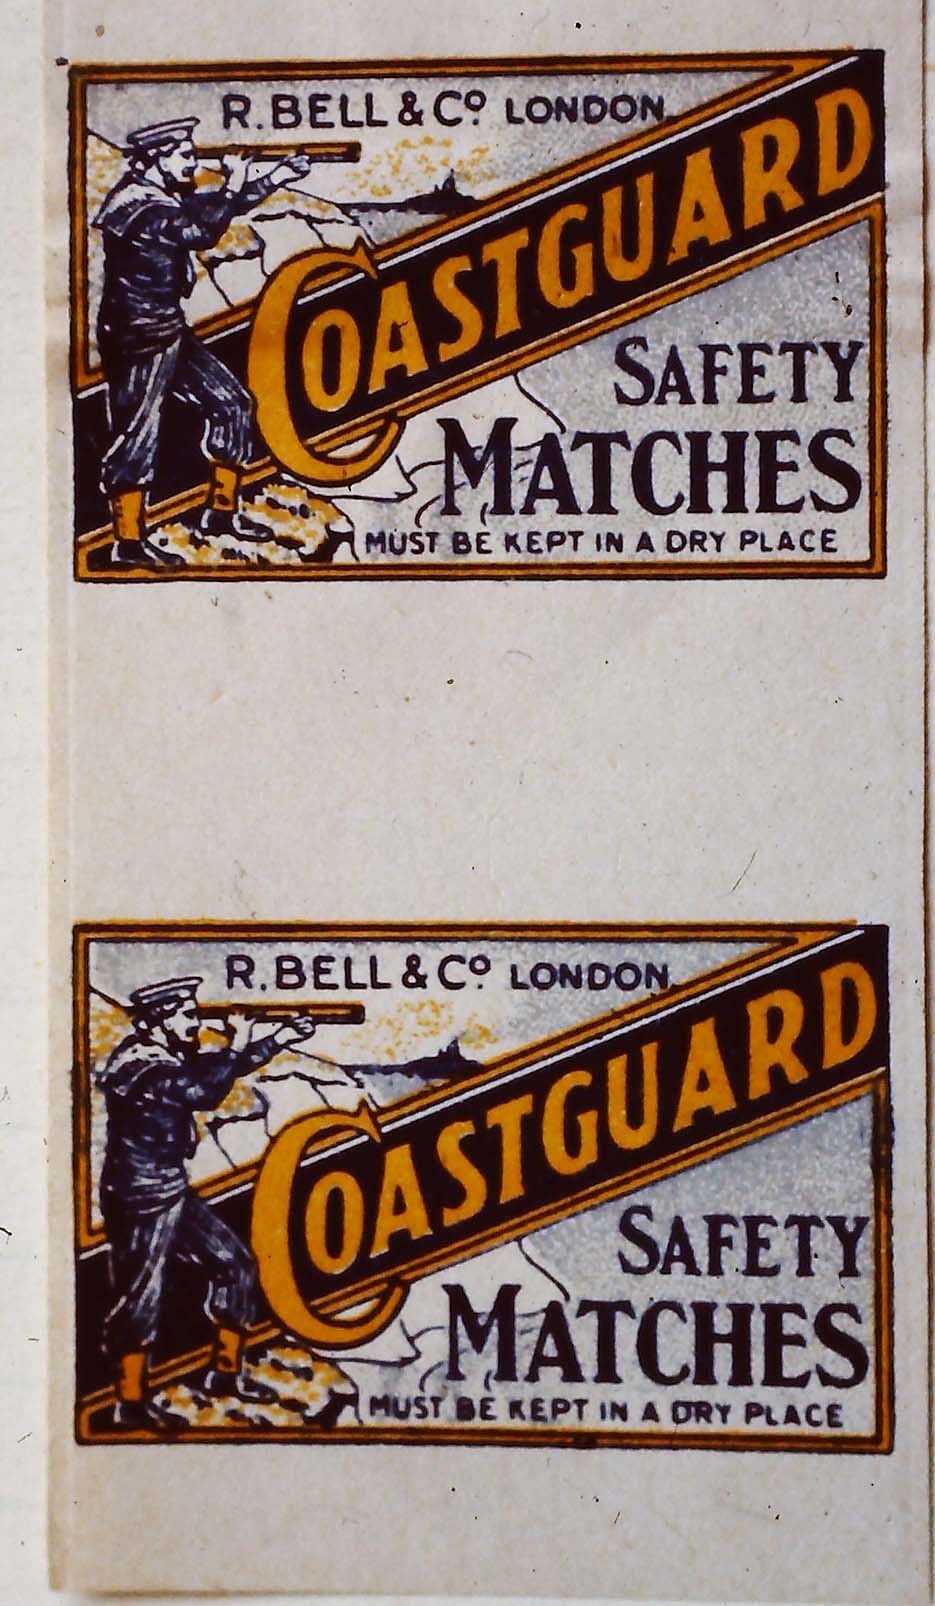 R. BELL & Cº LONDON.
COASTGUARD
SAFETY
MATCHES
MUST BE KEPT IN A DRY PLACE
R. BELL & Cº LONDON.
COASTGUARD
SAFETY
MATCHES
MUST BE KEPT IN A DRY PLACE